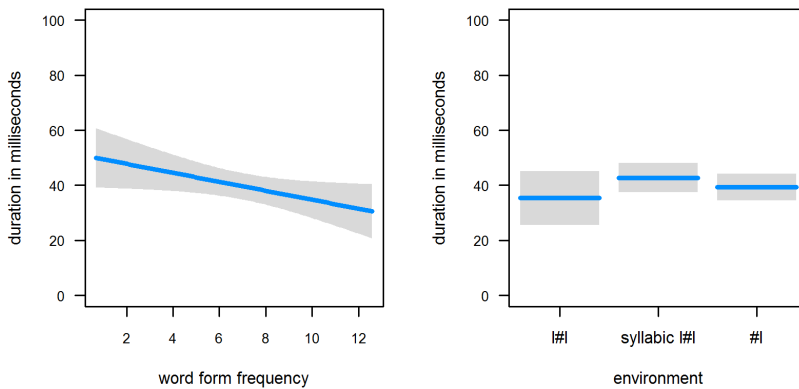 100
80
60
40
20
0
duration in milliseconds
2 4 6 8 10 12
word form frequency
100
80
60
40
20
0
duration in milliseconds
l#l syllabic l#l #l
environment